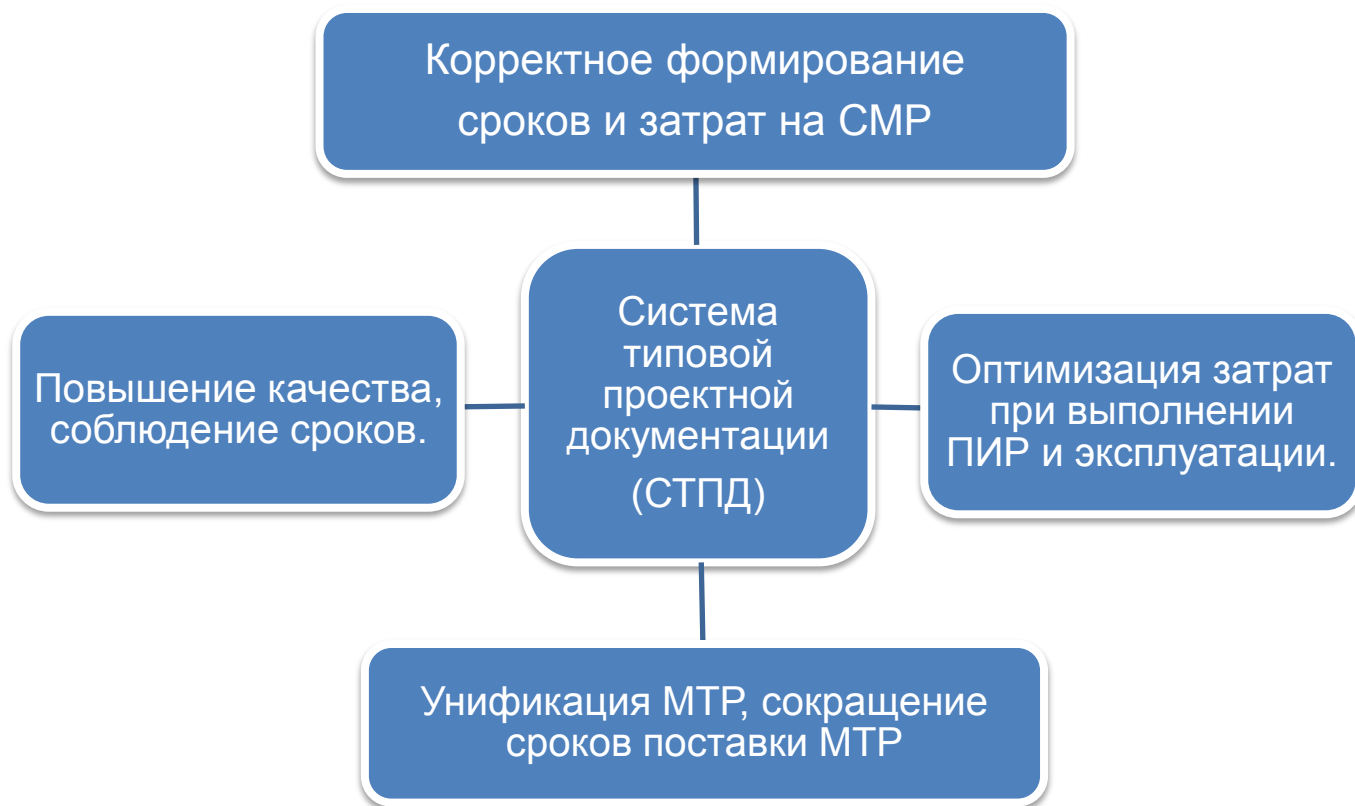 Корректное формирование
сроков и затрат на СМР
Система
типовой
проектной
документации
(СТПД)
Повышение качества,
соблюдение сроков.
Оптимизация затрат
при выполнении
ПИР и эксплуатации.
Унификация МТР, сокращение
сроков поставки МТР